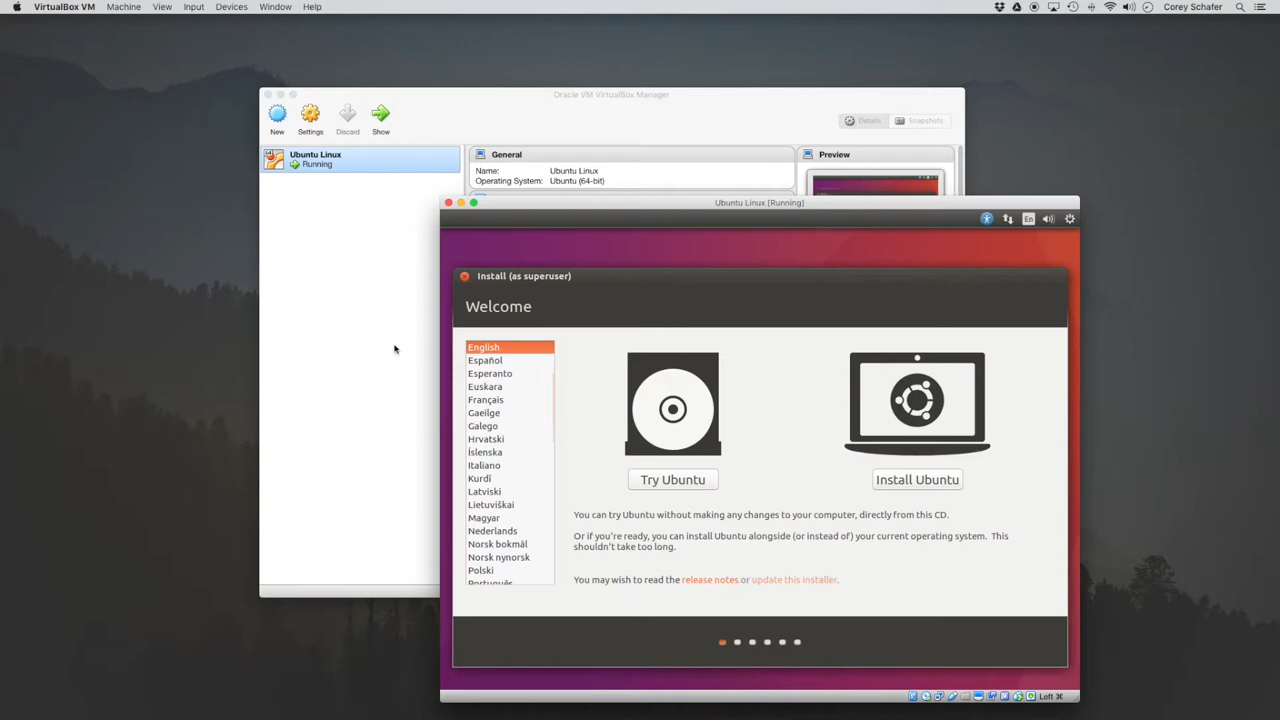 VirtualBox VM Machine View Input Devices Window Help Corey Schafer
Oracle VM VirtualBox Manager
New Settings Discard Show Details Snapshots
Ubuntu Linux
Running
General
Name: Ubuntu Linux
Operating System: Ubuntu (64-bit)
Preview
Ubuntu Linux [Running]
En
Install (as superuser)
Welcome
English
Español
Esperanto
Euskara
Français
Gaeilge
Galego
Hrvatski
Íslenska
Italiano
Kurdî
Latviski
Lietuviškai
Magyar
Nederlands
Norsk bokmål
Norsk nynorsk
Polski
Português
Try Ubuntu
Install Ubuntu
You can try Ubuntu without making any changes to your computer, directly from this CD.
Or if you're ready, you can install Ubuntu alongside (or instead of) your current operating system. This
shouldn't take too long.
You may wish to read the release notes or update this installer.
Left ⌘